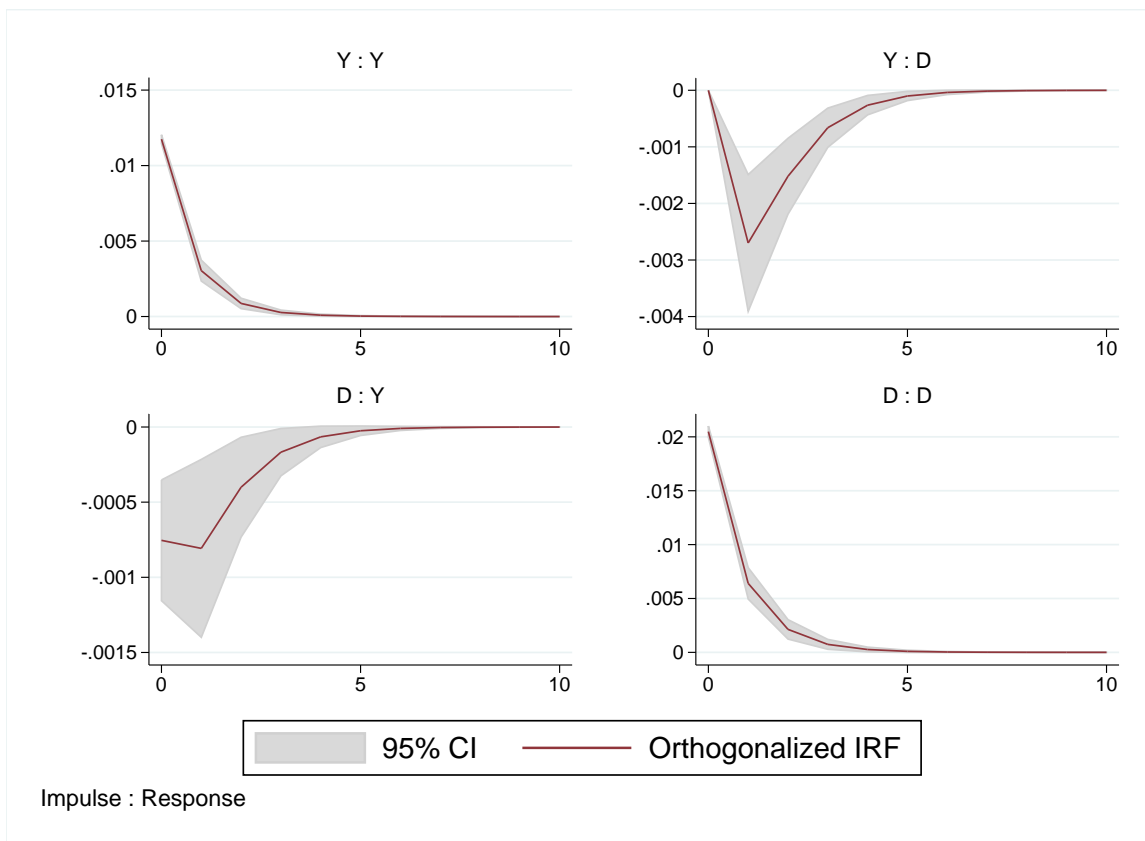 Y : Y
.015
.01
.005
0
0 5 10
Y : D
0
-.001
-.002
-.003
-.004
0 5 10
D : Y
0
-.0005
-.001
-.0015
0 5 10
D : D
.02
.015
.01
.005
0
0 5 10
95% CI Orthogonalized IRF
Impulse : Response